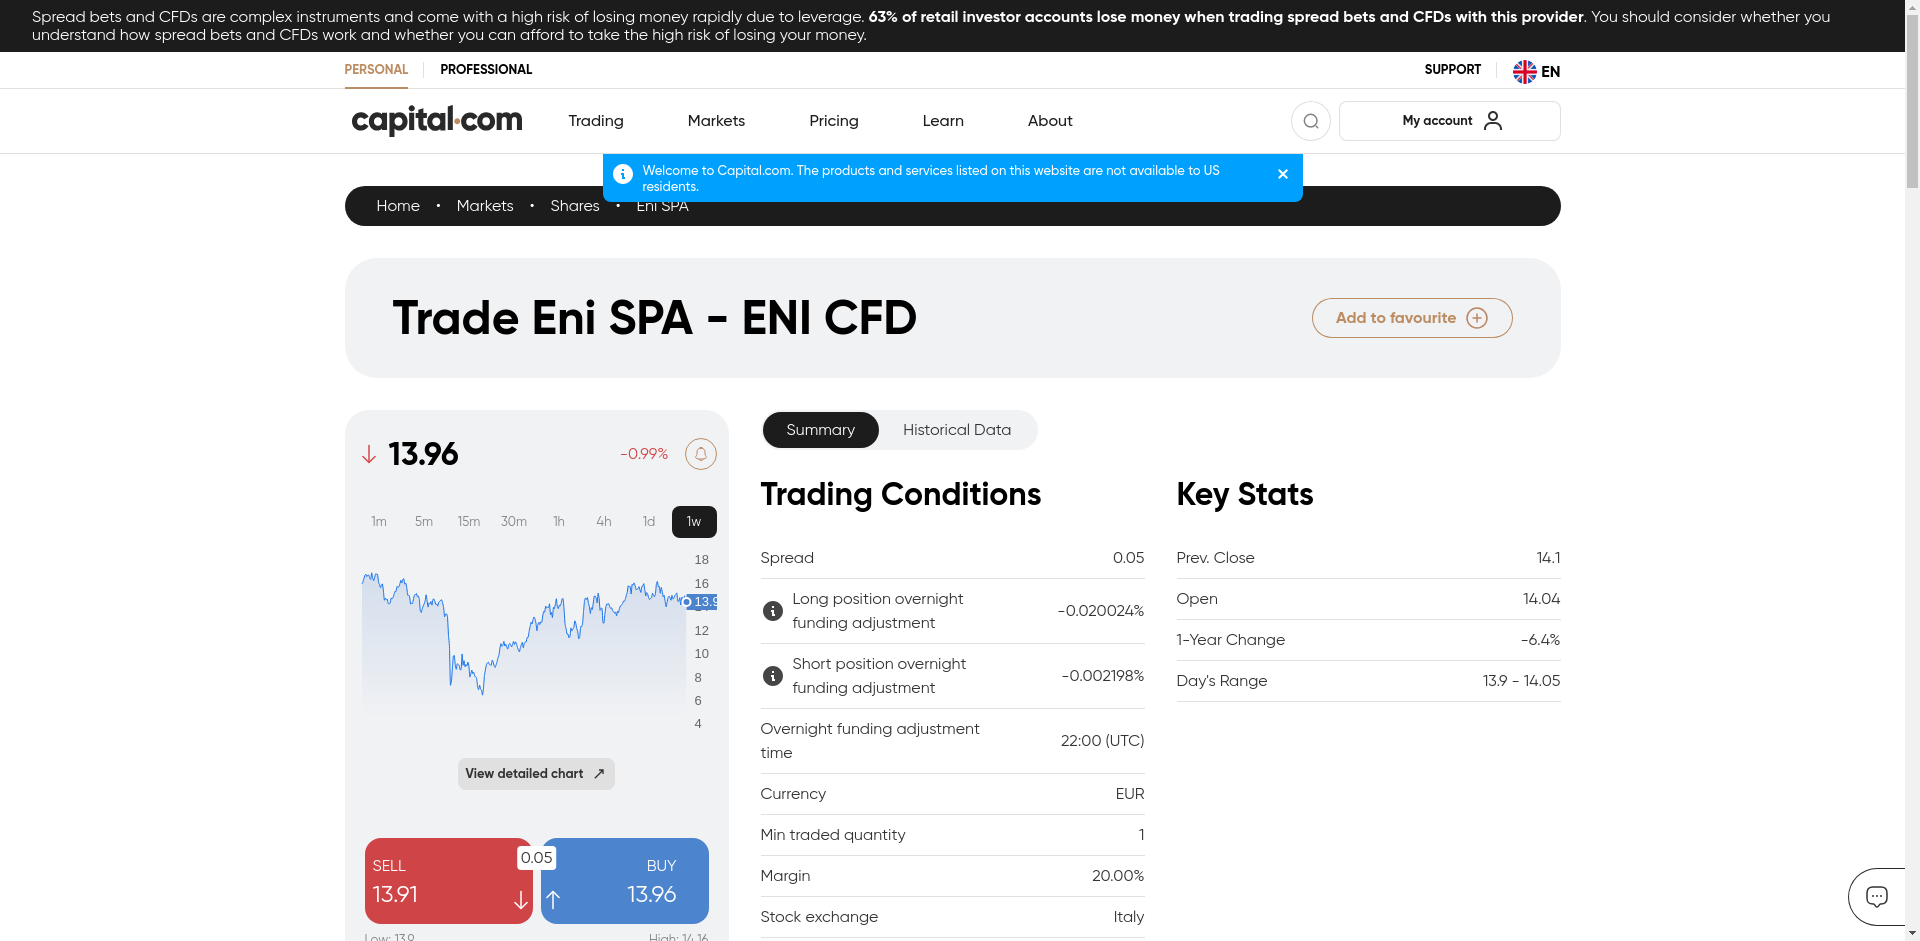 Spread bets and CFDs are complex instruments and come with a high risk of losing money rapidly due to leverage. 63% of retail investor accounts lose money when trading spread bets and CFDs with this provider. You should consider whether you
understand how spread bets and CFDs work and whether you can afford to take the high risk of losing your money.
PERSONAL PROFESSIONAL SUPPORT EN
capital.com Trading Markets Pricing Learn About My account
Welcome to Capital.com. The products and services listed on this website are not available to US
residents.
Home • Markets • Shares • Eni SPA
Trade Eni SPA - ENI CFD
Add to favourite
13.96 -0.99%
1m 5m 15m 30m 1h 4h 1d 1w
18
16
13.9
12
10
8
6
4
View detailed chart
SELL 0.05 BUY
13.91 13.96
Low: 13.9 High: 14.16
Summary Historical Data
Trading Conditions
Spread 0.05
Long position overnight
funding adjustment -0.020024%
Short position overnight
funding adjustment -0.002198%
Overnight funding adjustment
time 22:00 (UTC)
Currency EUR
Min traded quantity 1
Margin 20.00%
Stock exchange Italy
Key Stats
Prev. Close 14.1
Open 14.04
1-Year Change -6.4%
Day's Range 13.9 - 14.05